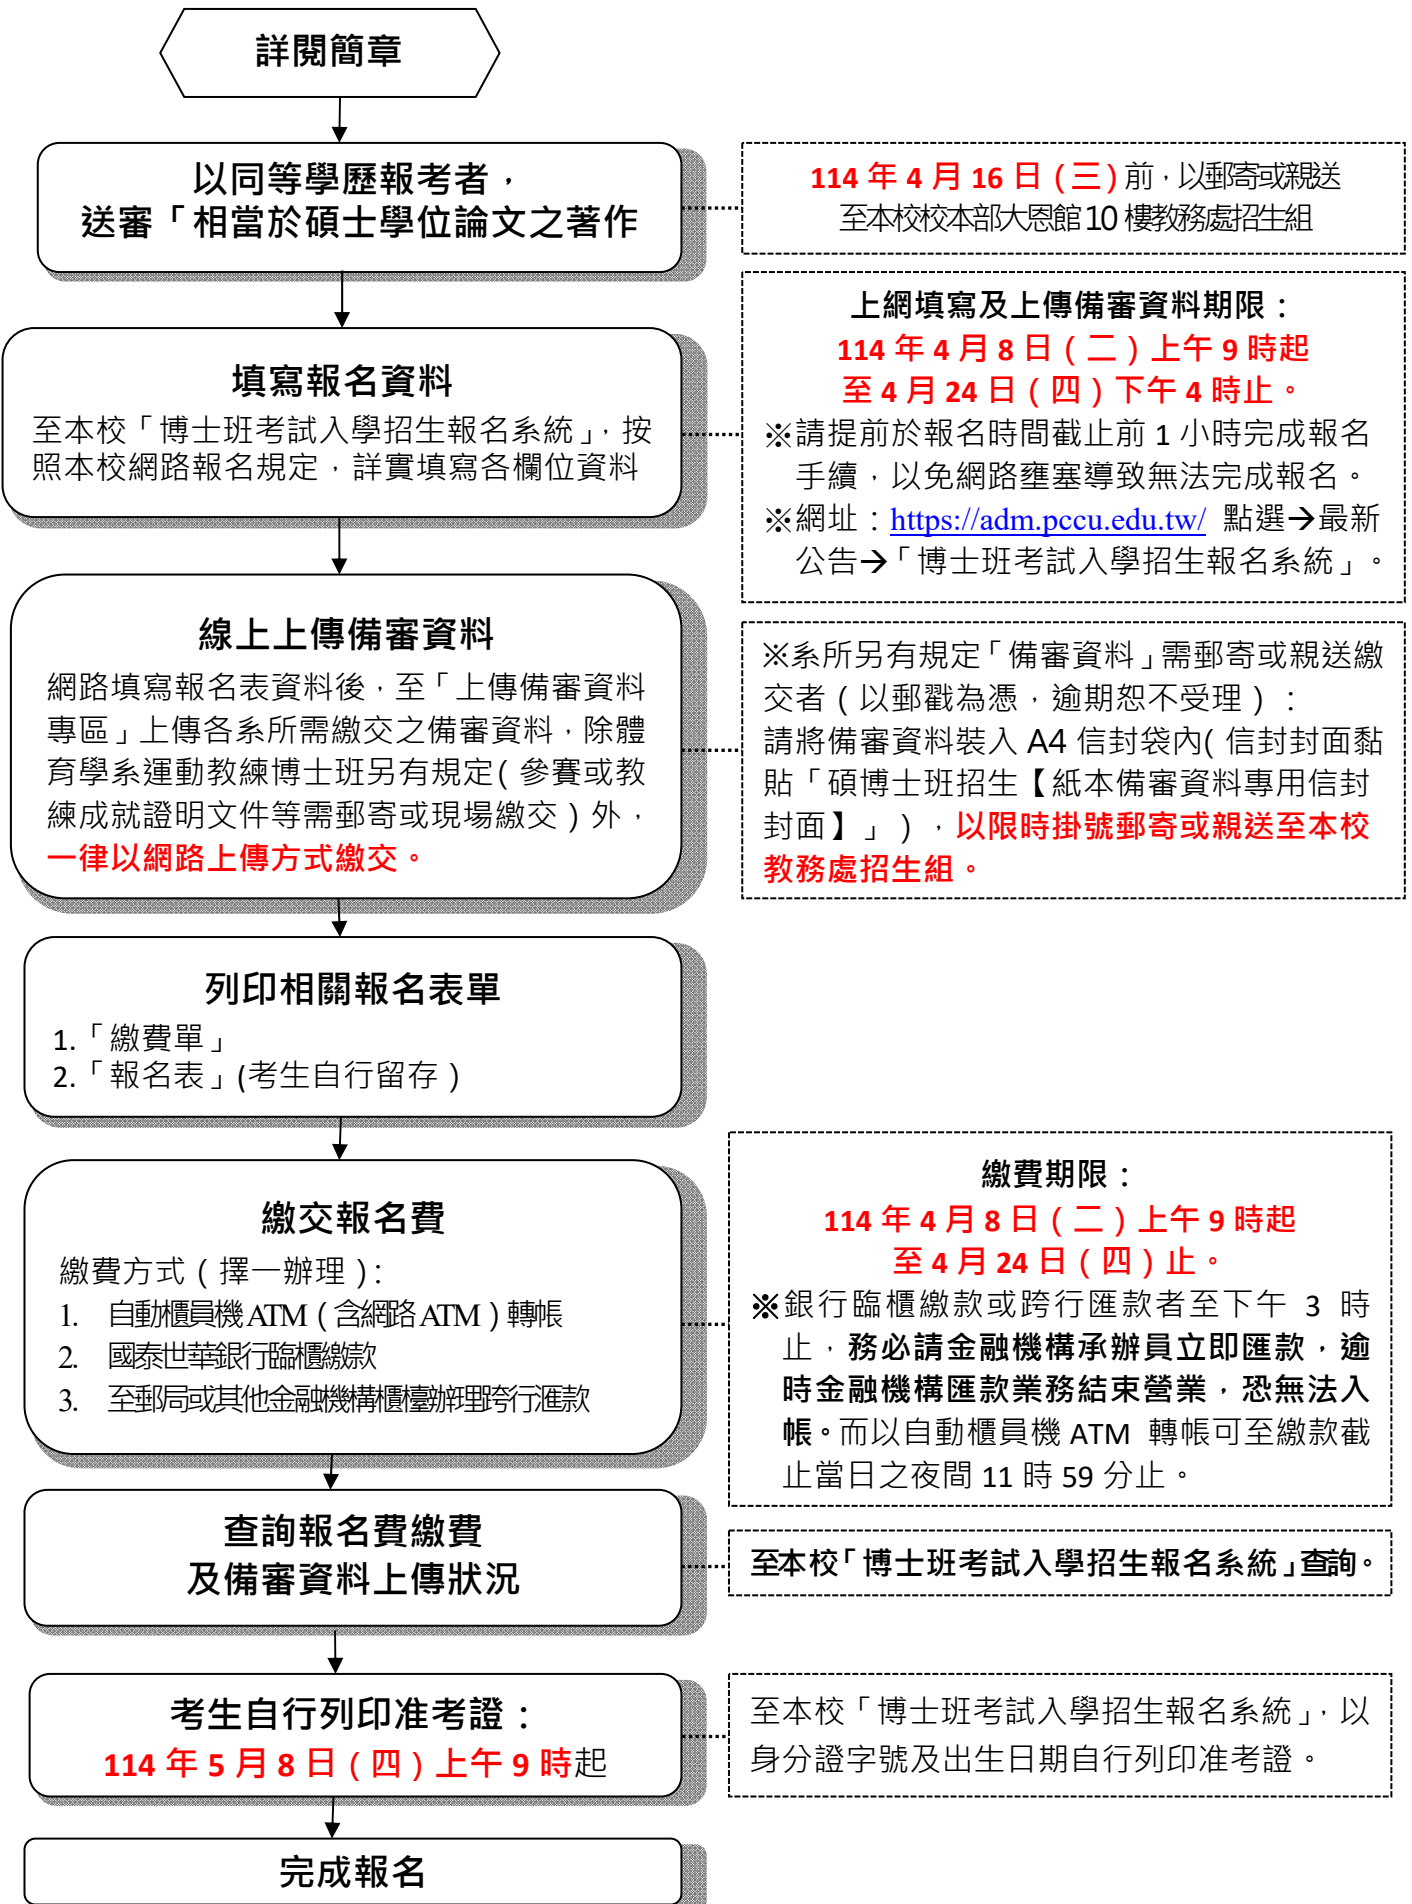 詳閱簡章
以同等學歷報考者，
送審「相當於碩士學位論文之著作
114 年 4 月 16 日（三）前，以郵寄或親送
至本校校本部大恩館 10 樓教務處招生組
填寫報名資料
至本校「博士班考試入學招生報名系統」，按
照本校網路報名規定，詳實填寫各欄位資料
上網填寫及上傳備審資料期限：
114 年 4 月 8 日（二）上午 9 時起
至 4 月 24 日（四）下午 4 時止。
※請提前於報名時間截止前 1 小時完成報名
手續，以免網路壅塞導致無法完成報名。
※網址：https://adm.pccu.edu.tw/ 點選→最新
公告→「博士班考試入學招生報名系統」。
線上上傳備審資料
網路填寫報名表資料後，至「上傳備審資料
專區」上傳各系所需繳交之備審資料，除體
育學系運動教練博士班另有規定(參賽或教
練成就證明文件等需郵寄或現場繳交）外，
一律以網路上傳方式繳交。
※系所另有規定「備審資料」需郵寄或親送繳
交者（以郵戳為憑，逾期恕不受理）：
請將備審資料裝入 A4 信封袋內(信封封面黏
貼「碩博士班招生【紙本備審資料專用信封
封面】」），以限時掛號郵寄或親送至本校
教務處招生組。
列印相關報名表單
1.「繳費單」
2.「報名表」(考生自行留存）
繳交報名費
繳費方式（擇一辦理）：
1. 自動櫃員機 ATM（含網路 ATM）轉帳
2. 國泰世華銀行臨櫃繳款
3. 至郵局或其他金融機構櫃檯辦理跨行滙款
繳費期限：
114 年 4 月 8 日（二）上午 9 時起
至 4 月 24 日（四）止。
※銀行臨櫃繳款或跨行匯款者至下午 3 時
止，務必請金融機構承辦員立即匯款，逾
時金融機構匯款業務結束營業，恐無法入
帳。而以自動櫃員機 ATM 轉帳可至繳款截
止當日之夜間 11 時 59 分止。
查詢報名費繳費
及備審資料上傳狀況
至本校「博士班考試入學招生報名系統」查詢。
考生自行列印准考證：
114 年 5 月 8 日（四）上午 9 時起
至本校「博士班考試入學招生報名系統」，以
身分證字號及出生日期自行列印准考證。
完成報名